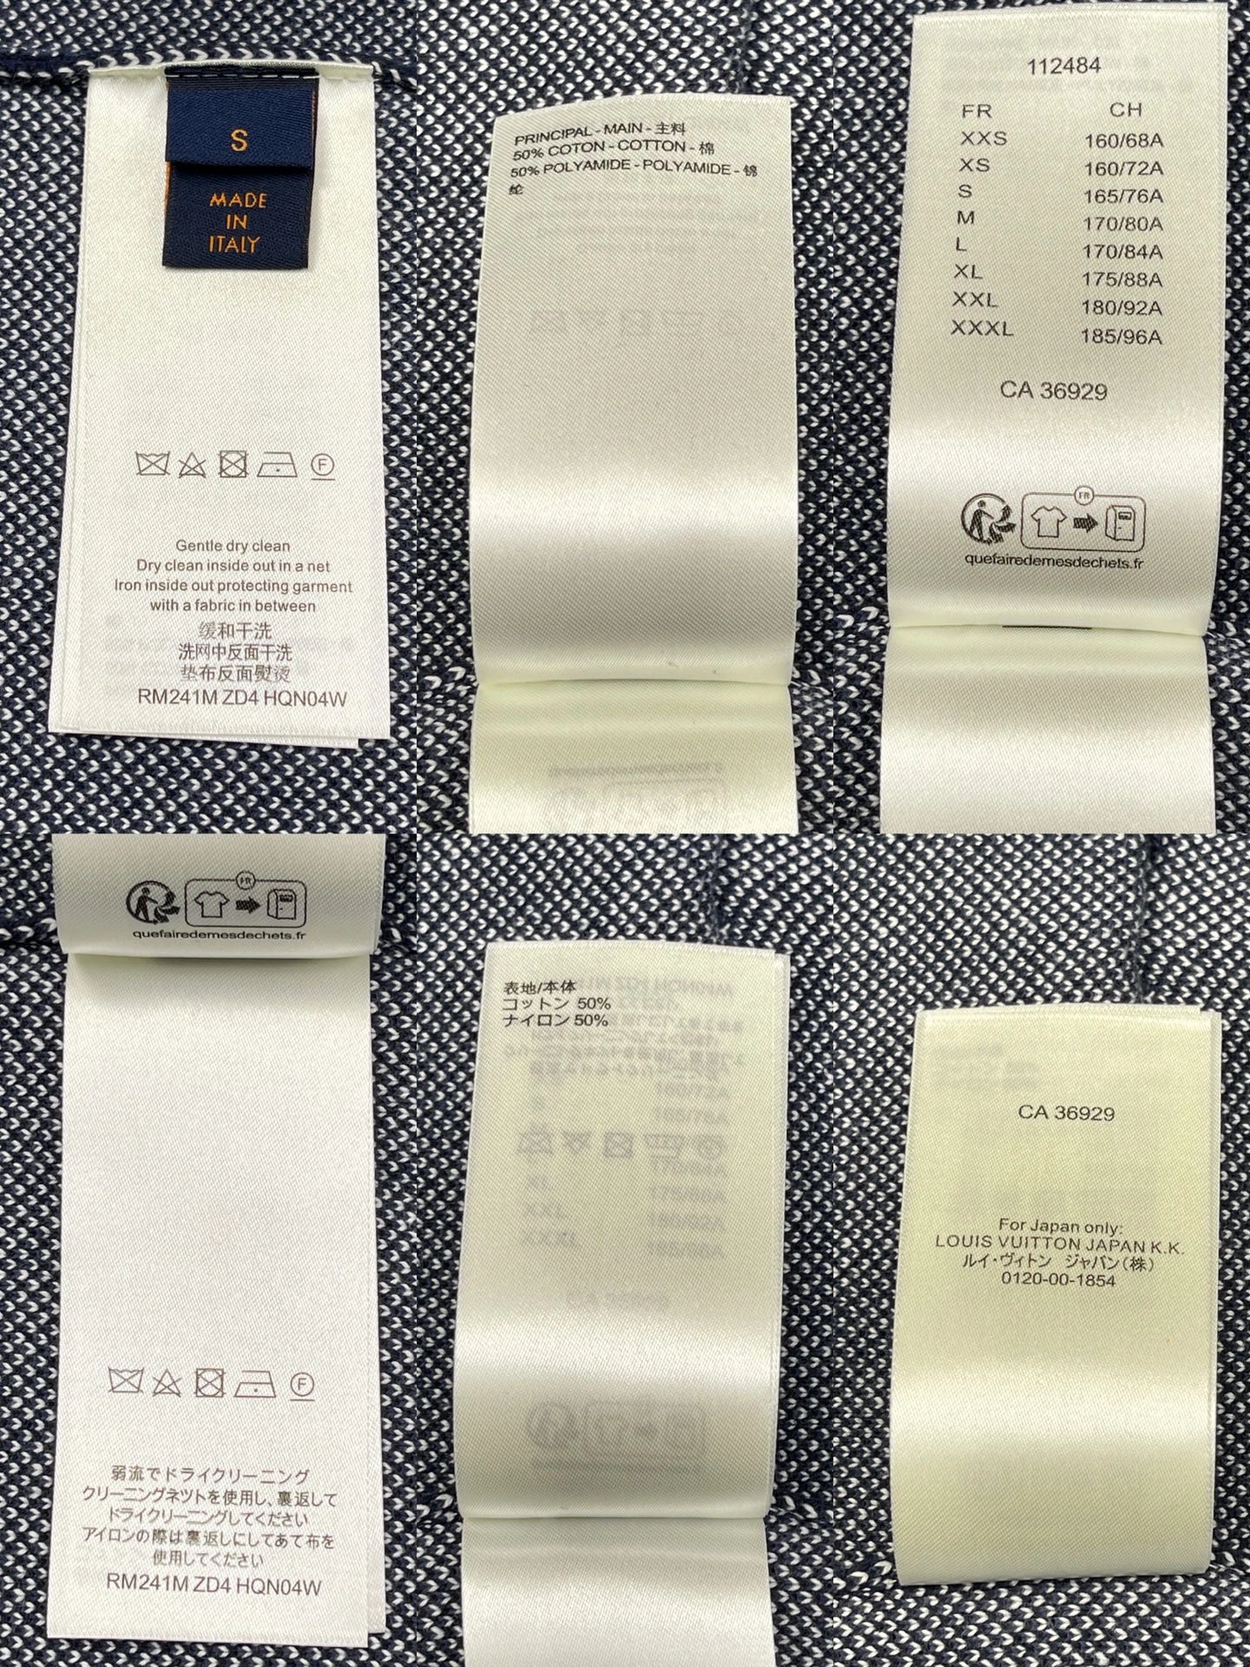 S
MADE
IN
ITALY
Gentle dry clean
Dry clean inside out in a net
Iron inside out protecting garment
with a fabric in between
缓和干洗
洗网中反面干洗
垫布反面熨烫
RM241M ZD4 HQN04W
PRINCIPAL - MAIN - 主料
50% COTON - COTTON - 棉
50% POLYAMIDE - POLYAMIDE - 锦
纶
112484
FR CH
XXS 160/68A
XS 160/72A
S 165/76A
M 170/80A
L 170/84A
XL 175/88A
XXL 180/92A
XXXL 185/96A
CA 36929
FR
quefairedemesdechets.fr
FR
quefairedemesdechets.fr
弱流でドライクリーニング
クリーニングネツトを使用し、裏返して
ドライクリーニングしてください
アイロンの際は裏返しにしてあて布を
使用してください
RM241M ZD4 HQN04W
表地/本体
コットン 50%
ナイロン 50%
CA 36929
For Japan only:
LOUIS VUITTON JAPAN K.K.
ルイ・ヴィトン ジャパン(株)
0120-00-1854